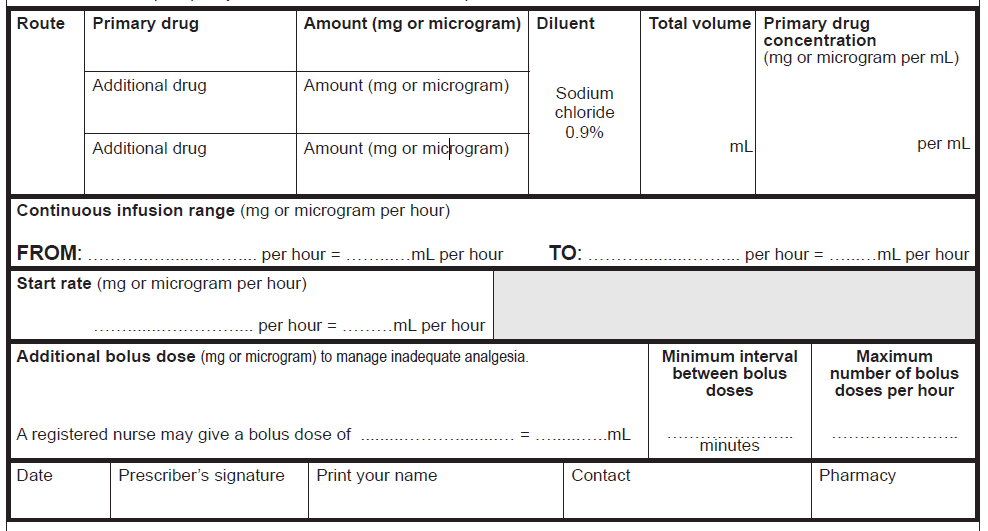 Route Primary drug Amount (mg or microgram) Diluent Total volume Primary drug
concentration
(mg or microgram per mL)
Additional drug Amount (mg or microgram)
Sodium
chloride
0.9%
Additional drug Amount (mg or microgram)
mL
per mL
Continuous infusion range (mg or microgram per hour)
FROM: ................................. per hour = ..............mL per hour TO: ................................. per hour = ..........mL per hour
Start rate (mg or microgram per hour)
................................. per hour = .........mL per hour
Additional bolus dose (mg or microgram) to manage inadequate analgesia.
Minimum interval
between bolus
doses
Maximum
number of bolus
doses per hour
A registered nurse may give a bolus dose of ................................. = ...............mL
.........................
minutes
.........................
Date Prescriber’s signature Print your name Contact Pharmacy